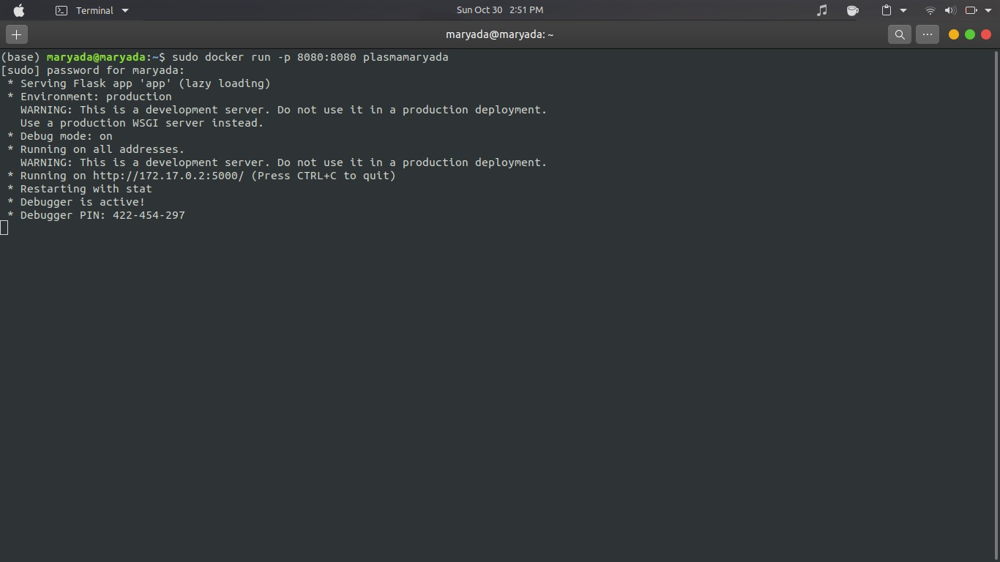 Terminal
Sun Oct 30 2:51 PM
maryada@maryada: ~
(base) maryada@maryada:~$ sudo docker run -p 8080:8080 plasmamaryada
[sudo] password for maryada:
 * Serving Flask app 'app' (lazy loading)
 * Environment: production
   WARNING: This is a development server. Do not use it in a production deployment.
   Use a production WSGI server instead.
 * Debug mode: on
 * Running on all addresses.
   WARNING: This is a development server. Do not use it in a production deployment.
 * Running on http://172.17.0.2:5000/ (Press CTRL+C to quit)
 * Restarting with stat
 * Debugger is active!
 * Debugger PIN: 422-454-297